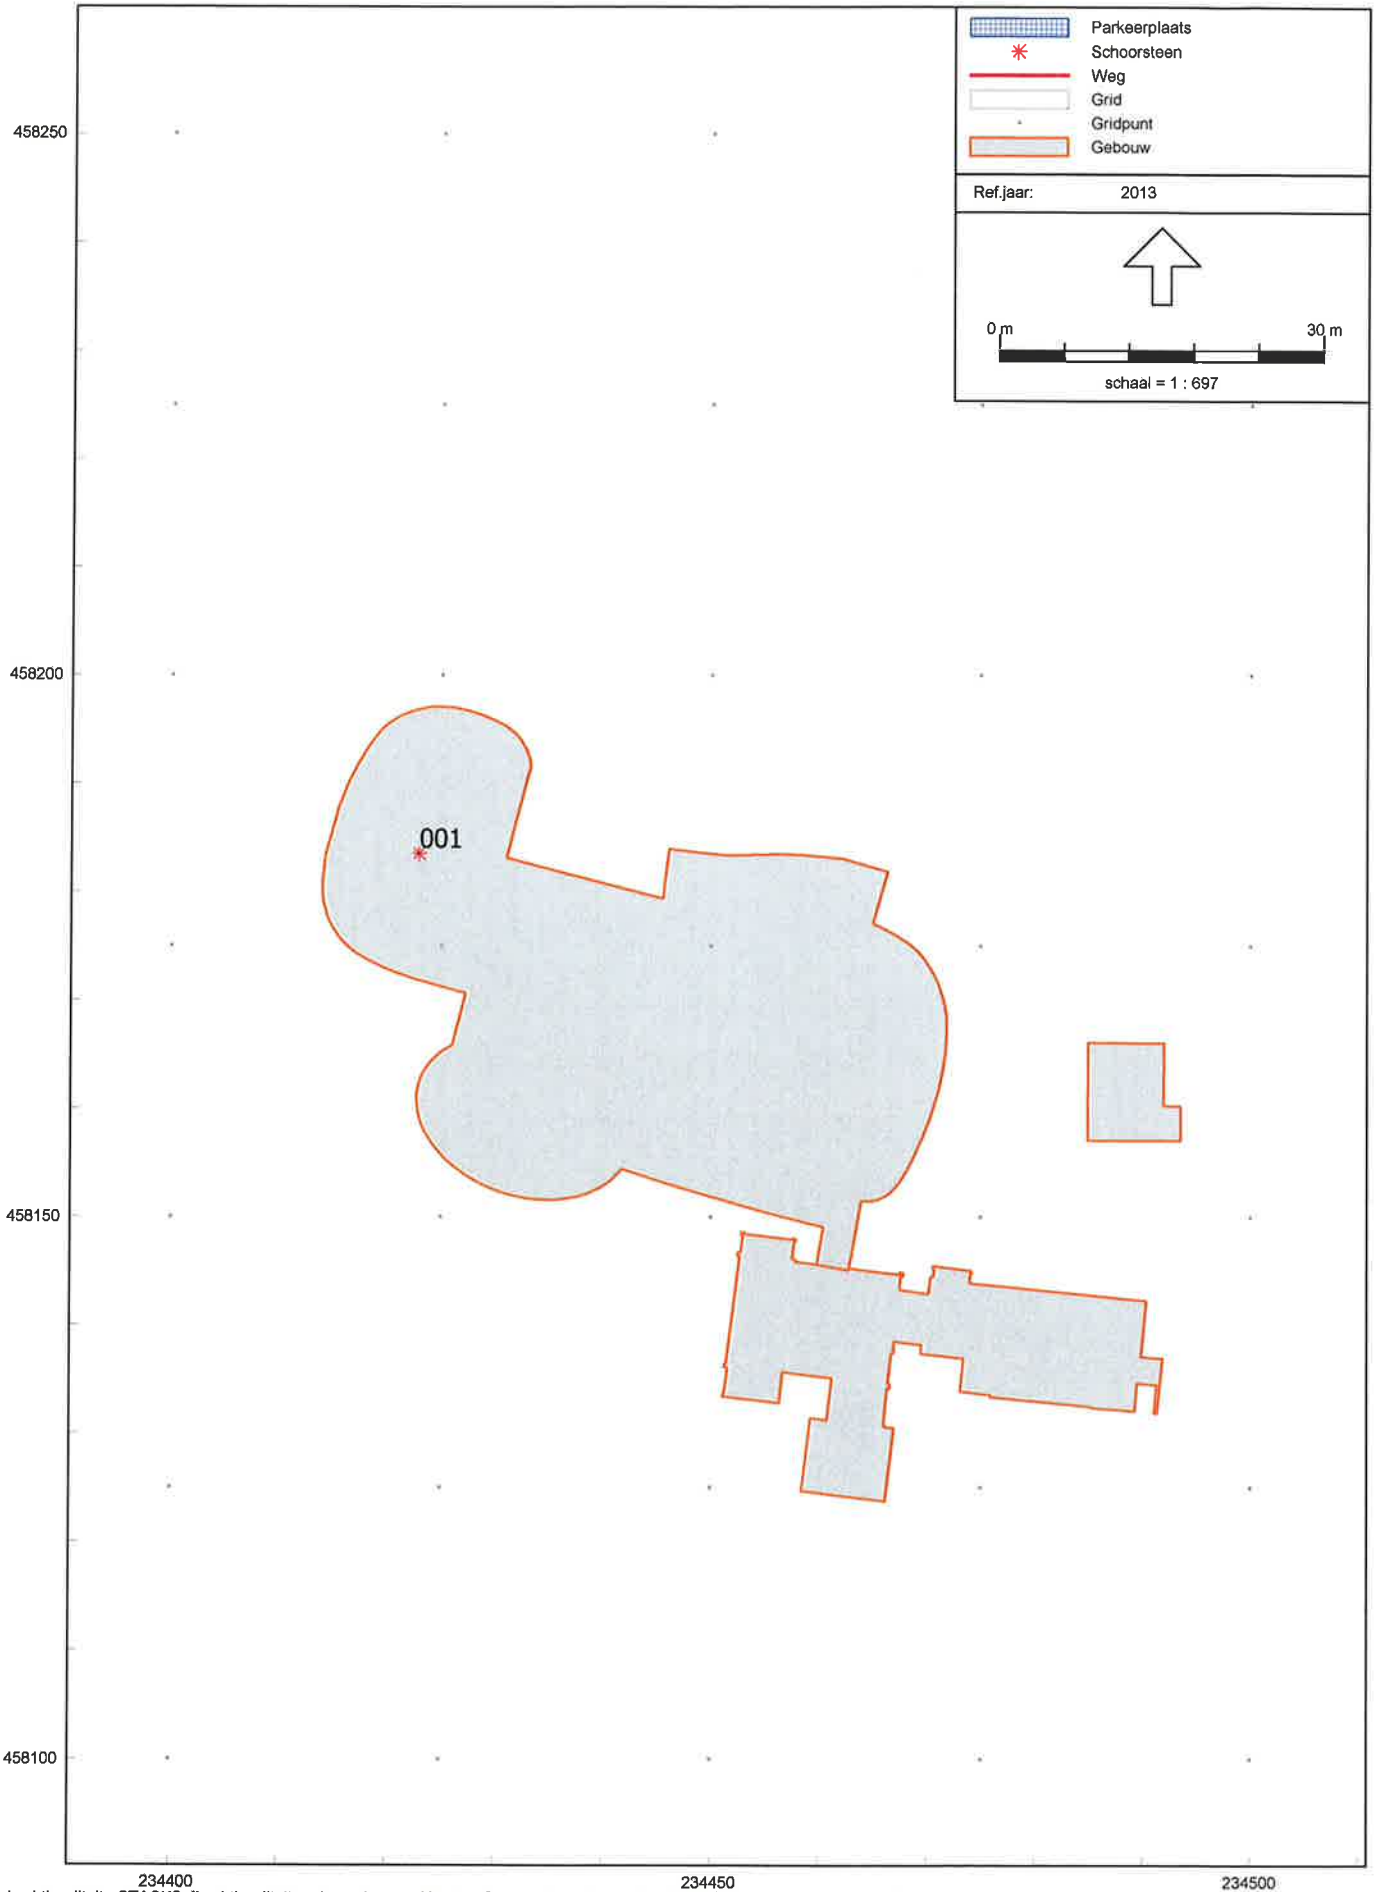 Parkeerplaats
Schoorsteen
Weg
Grid
Gridpunt
Gebouw
Ref.jaar: 2013
0 m 30 m
schaal = 1 : 697
458250
458200
001
458150
458100
234400 234450 234500